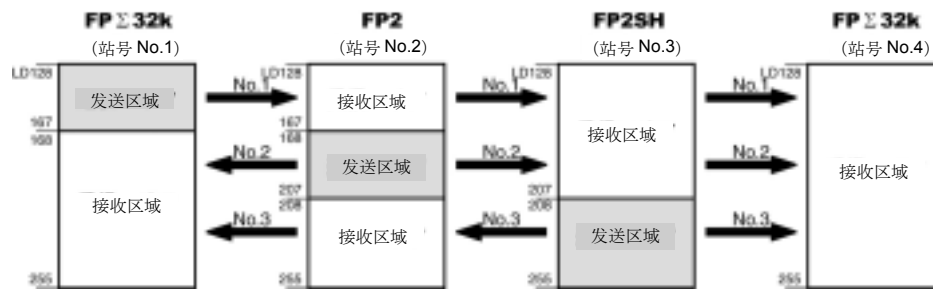 FPΣ32k
(站号 No.1)
FP2
(站号 No.2)
FP2SH
(站号 No.3)
FPΣ32k
(站号 No.4)
LD128
发送区域
167
168
接收区域
255
No.1
No.2
No.3
LD128
接收区域
167
168
发送区域
207
208
接收区域
255
No.1
No.2
No.3
LD128
接收区域
207
208
发送区域
255
No.1
No.2
No.3
LD128
接收区域
255